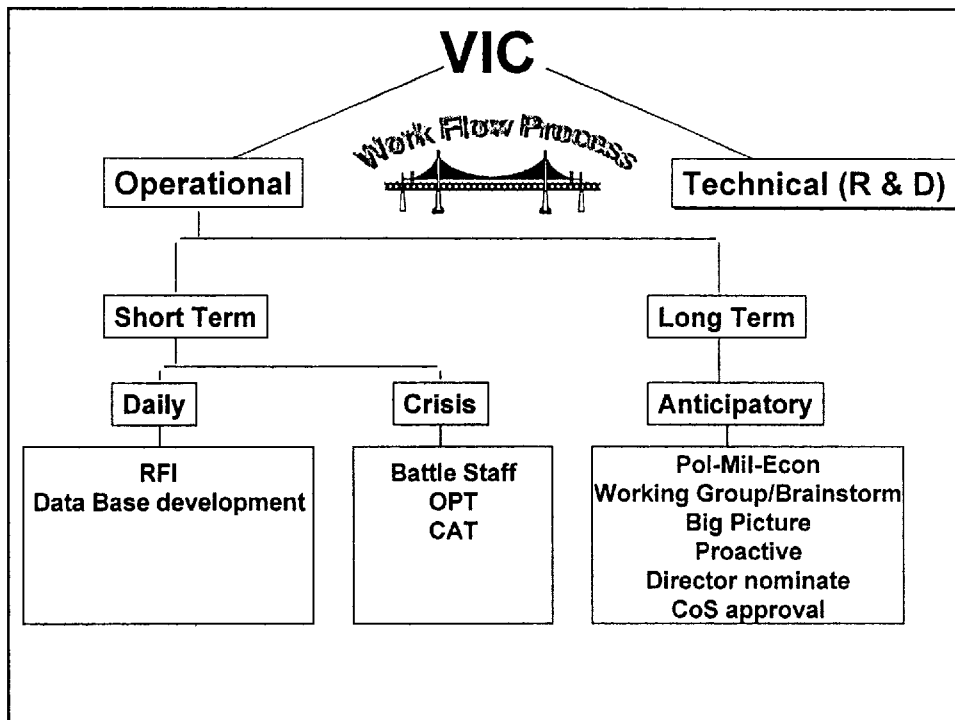 VIC
Work Flow Process
Operational
Technical (R & D)
Short Term
Long Term
Daily
Crisis
Anticipatory
RFI
Data Base development
Battle Staff
OPT
CAT
Pol-Mil-Econ
Working Group/Brainstorm
Big Picture
Proactive
Director nominate
CoS approval